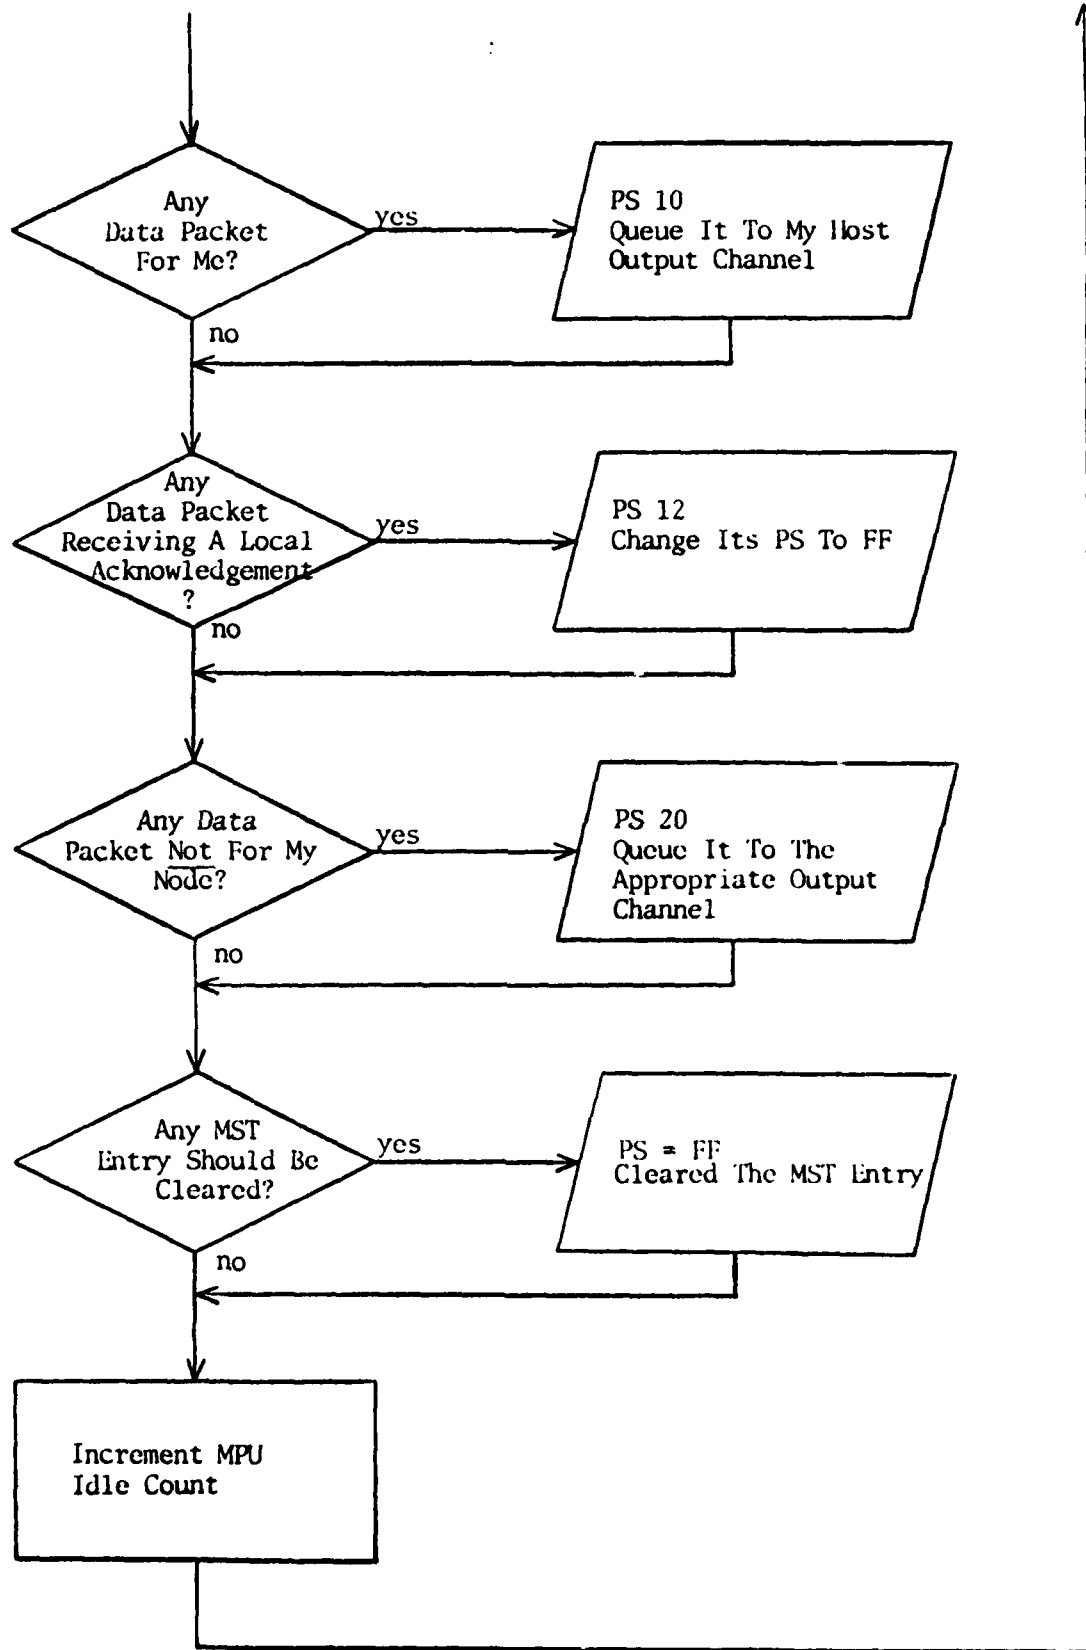 Any
Data Packet
For Me?
yes
PS 10
Queue It To My Host
Output Channel
no
Any
Data Packet
Receiving A Local
Acknowledgement
?
yes
PS 12
Change Its PS To FF
no
Any Data
Packet Not For My
Node?
yes
PS 20
Queue It To The
Appropriate Output
Channel
no
Any MST
Entry Should Be
Cleared?
yes
PS = FF
Cleared The MST Entry
no
Increment MPU
Idle Count